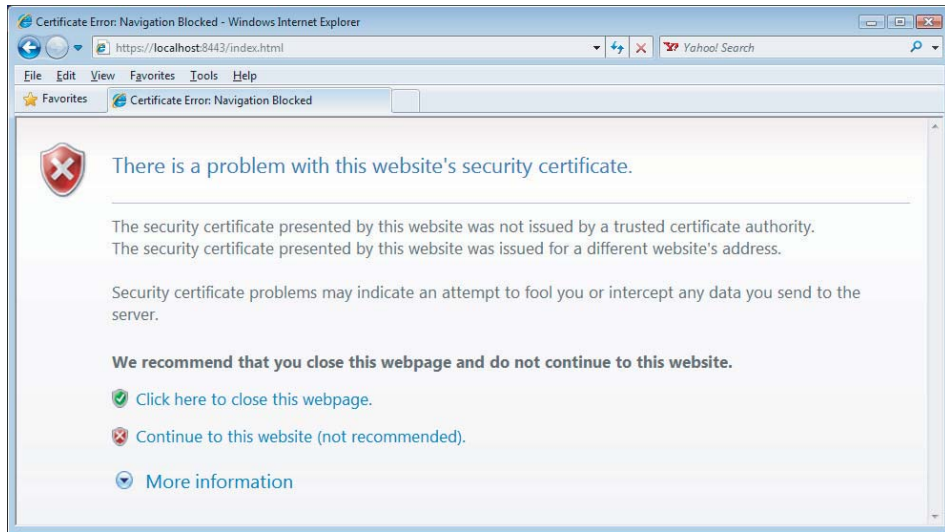 Certificate Error: Navigation Blocked - Windows Internet Explorer
https://localhost:8443/index.html
Yahoo! Search
File Edit View Favorites Tools Help
Favorites
Certificate Error: Navigation Blocked
There is a problem with this website's security certificate.
The security certificate presented by this website was not issued by a trusted certificate authority.
The security certificate presented by this website was issued for a different website's address.
Security certificate problems may indicate an attempt to fool you or intercept any data you send to the
server.
We recommend that you close this webpage and do not continue to this website.
Click here to close this webpage.
Continue to this website (not recommended).
More information